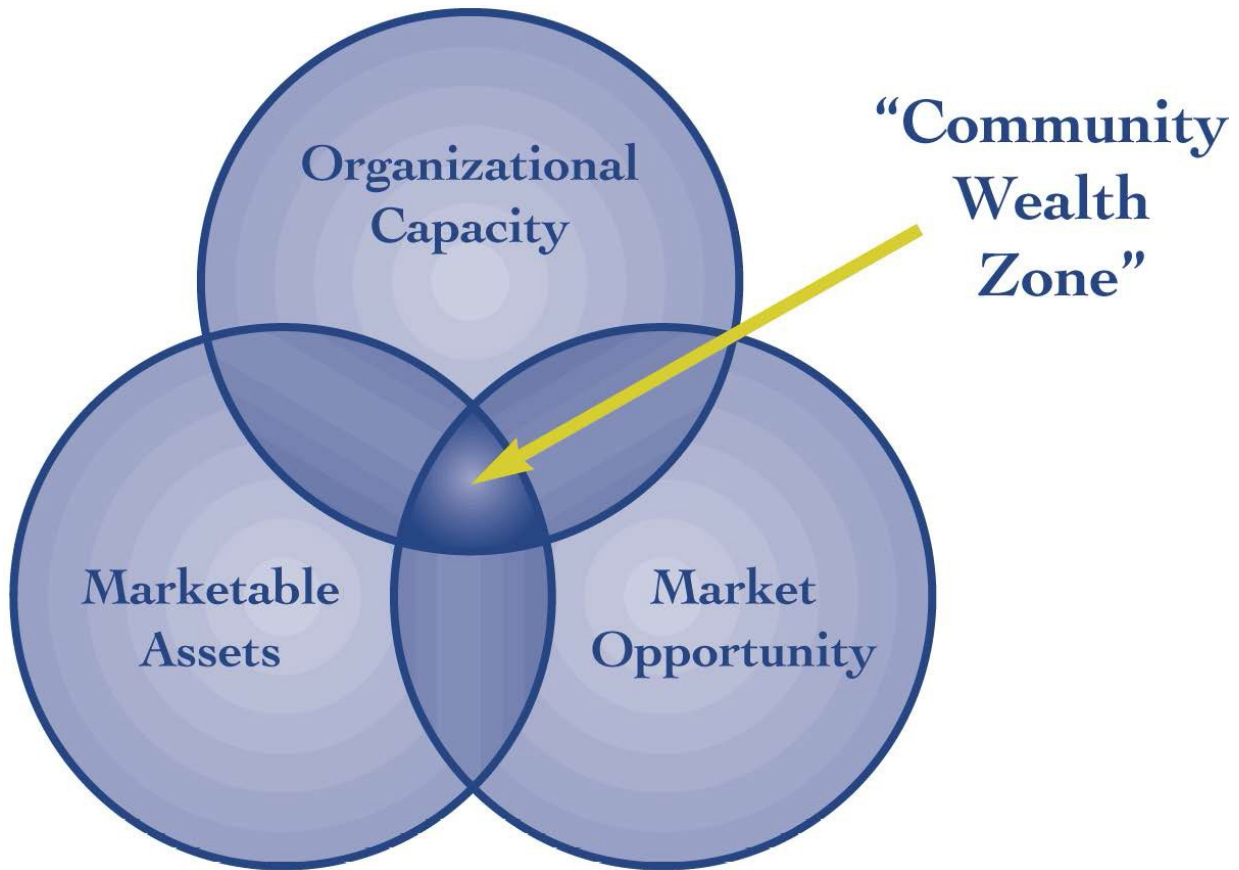 Organizational
Capacity
“Community
Wealth
Zone”
Marketable
Assets
Market
Opportunity